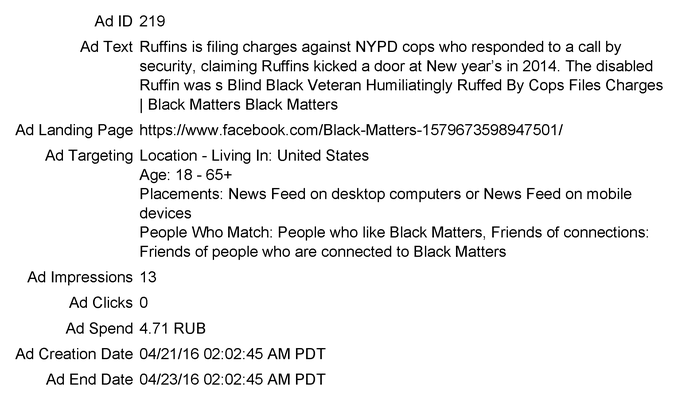 Ad ID 219
Ad Text Ruffins is filing charges against NYPD cops who responded to a call by
security, claiming Ruffins kicked a door at New year's in 2014. The disabled
Ruffin was s Blind Black Veteran Humiliatingly Ruffed By Cops Files Charges
| Black Matters Black Matters
Ad Landing Page https://www.facebook.com/Black-Matters-1579673598947501/
Ad Targeting Location - Living In: United States
Age: 18 - 65+
Placements: News Feed on desktop computers or News Feed on mobile
devices
People Who Match: People who like Black Matters, Friends of connections:
Friends of people who are connected to Black Matters
Ad Impressions 13
Ad Clicks 0
Ad Spend 4.71 RUB
Ad Creation Date 04/21/16 02:02:45 AM PDT
Ad End Date 04/23/16 02:02:45 AM PDT